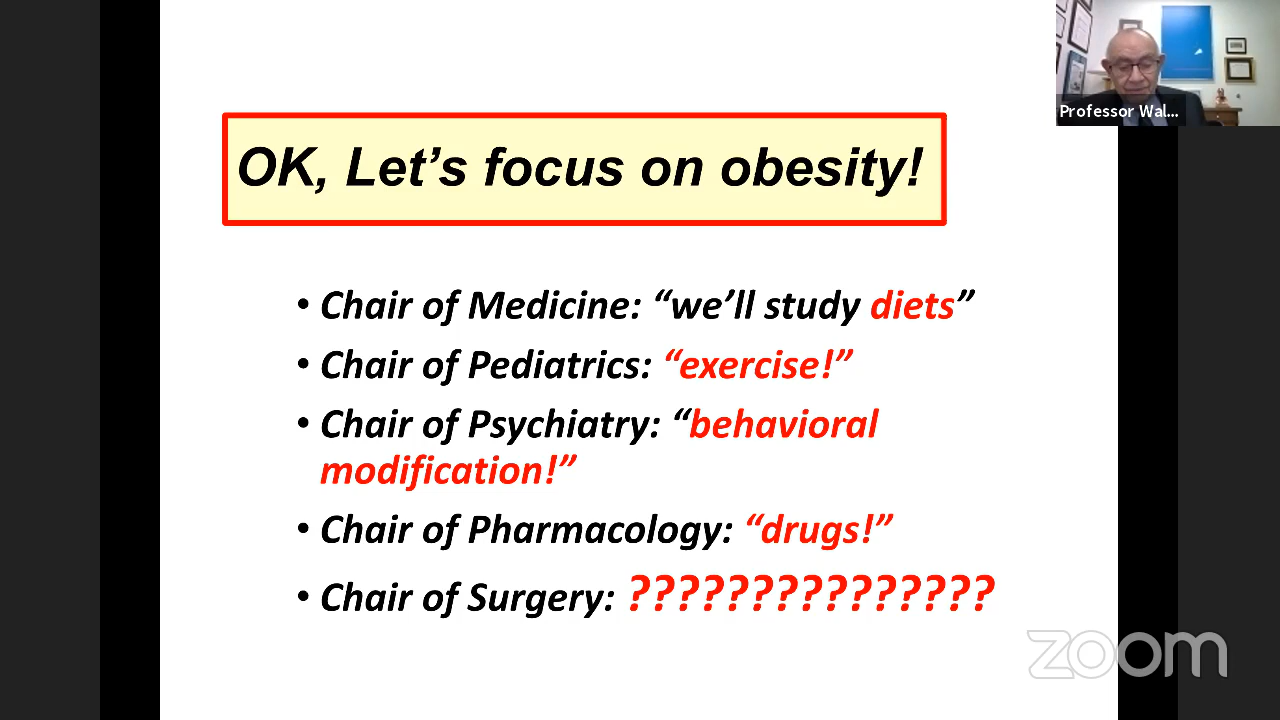 Professor Wal...
OK, Let's focus on obesity!
• Chair of Medicine: “we'll study diets”
• Chair of Pediatrics: “exercise!”
• Chair of Psychiatry: “behavioral
modification!”
• Chair of Pharmacology: “drugs!”
• Chair of Surgery: ???????????????
zoom